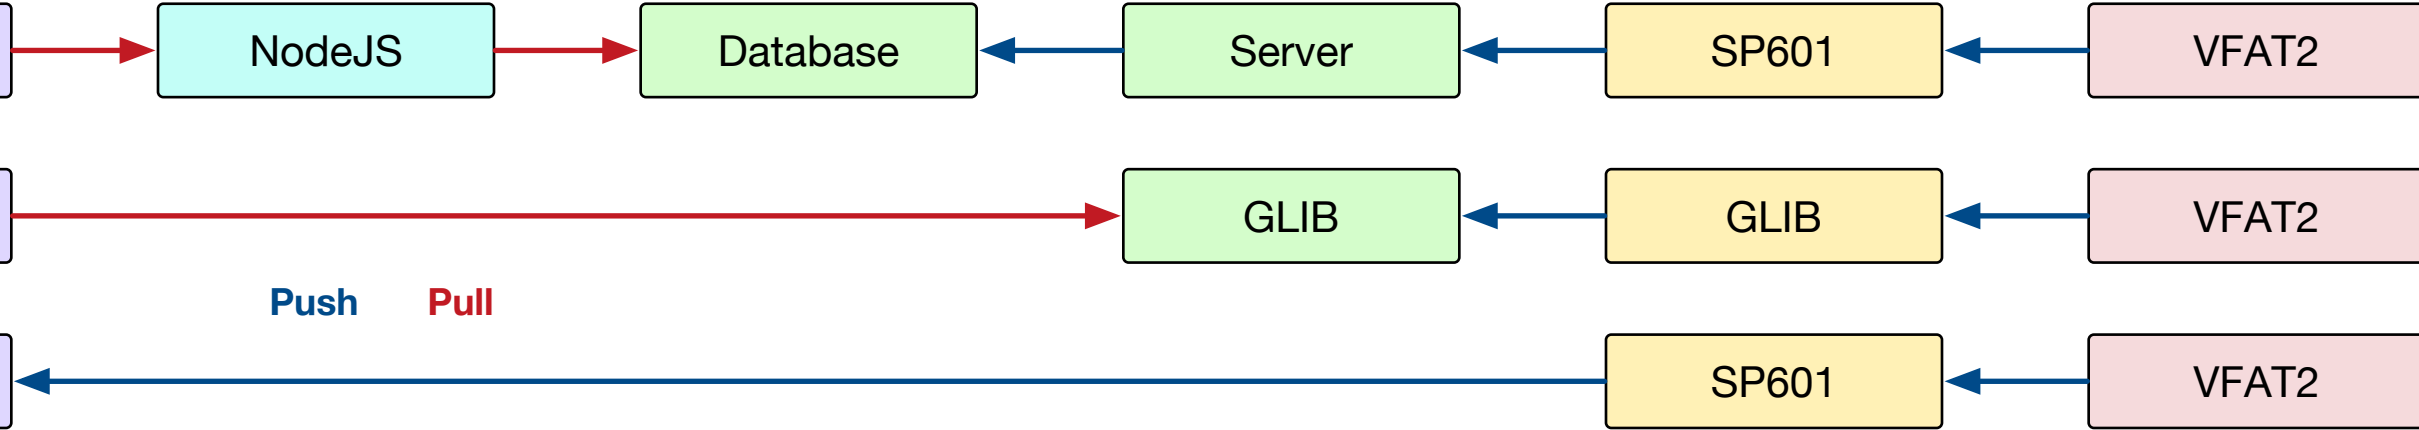 NodeJS Database Server SP601 VFAT2
GLIB GLIB VFAT2
Push Pull
SP601 VFAT2